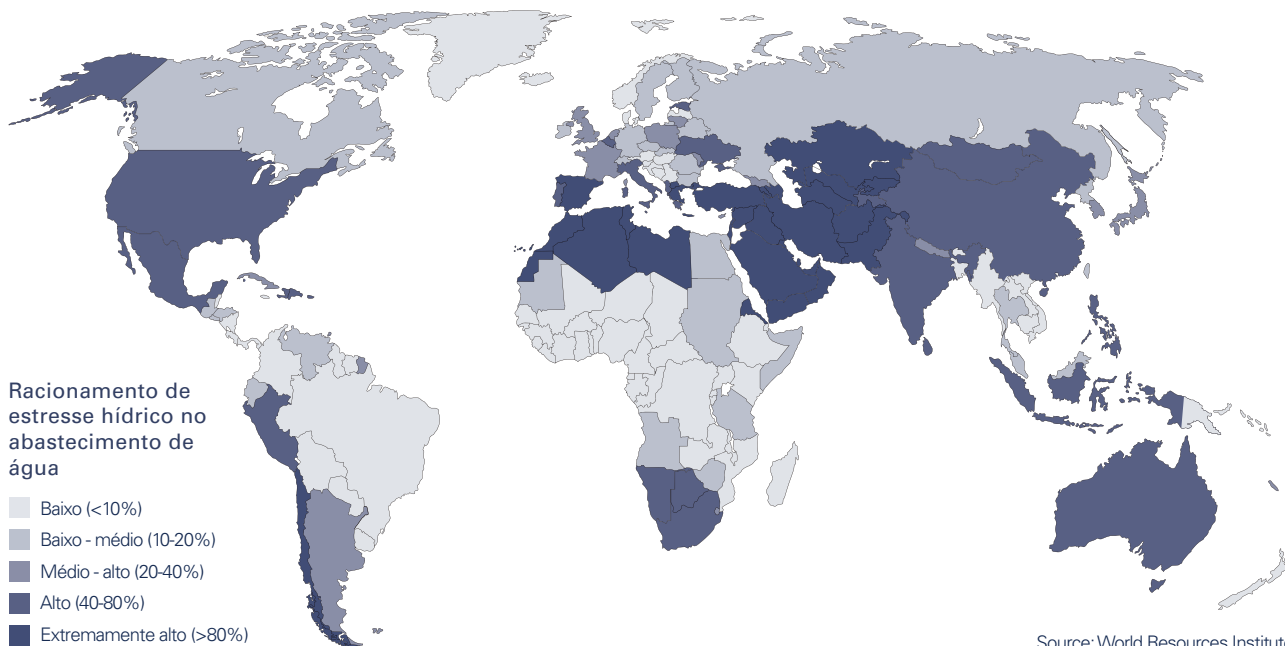 Racionamento de
estresse hídrico no
abastecimento de
água
Baixo (<10%)
Baixo - médio (10-20%)
Médio - alto (20-40%)
Alto (40-80%)
Extremamente alto (>80%)
Source: World Resources Institute